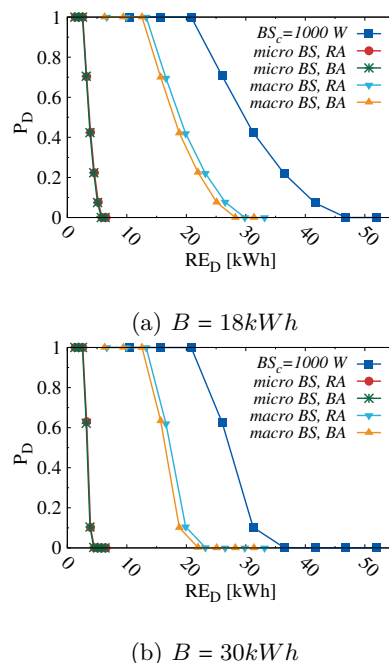 BS_c=1000 W
micro BS, RA
micro BS, BA
macro BS, RA
macro BS, BA
P_D
1
0.8
0.6
0.4
0.2
0
0 10 20 30 40 50
RE_D [kWh]
(a) B = 18kWh
BS_c=1000 W
micro BS, RA
micro BS, BA
macro BS, RA
macro BS, BA
P_D
1
0.8
0.6
0.4
0.2
0
0 10 20 30 40 50
RE_D [kWh]
(b) B = 30kWh